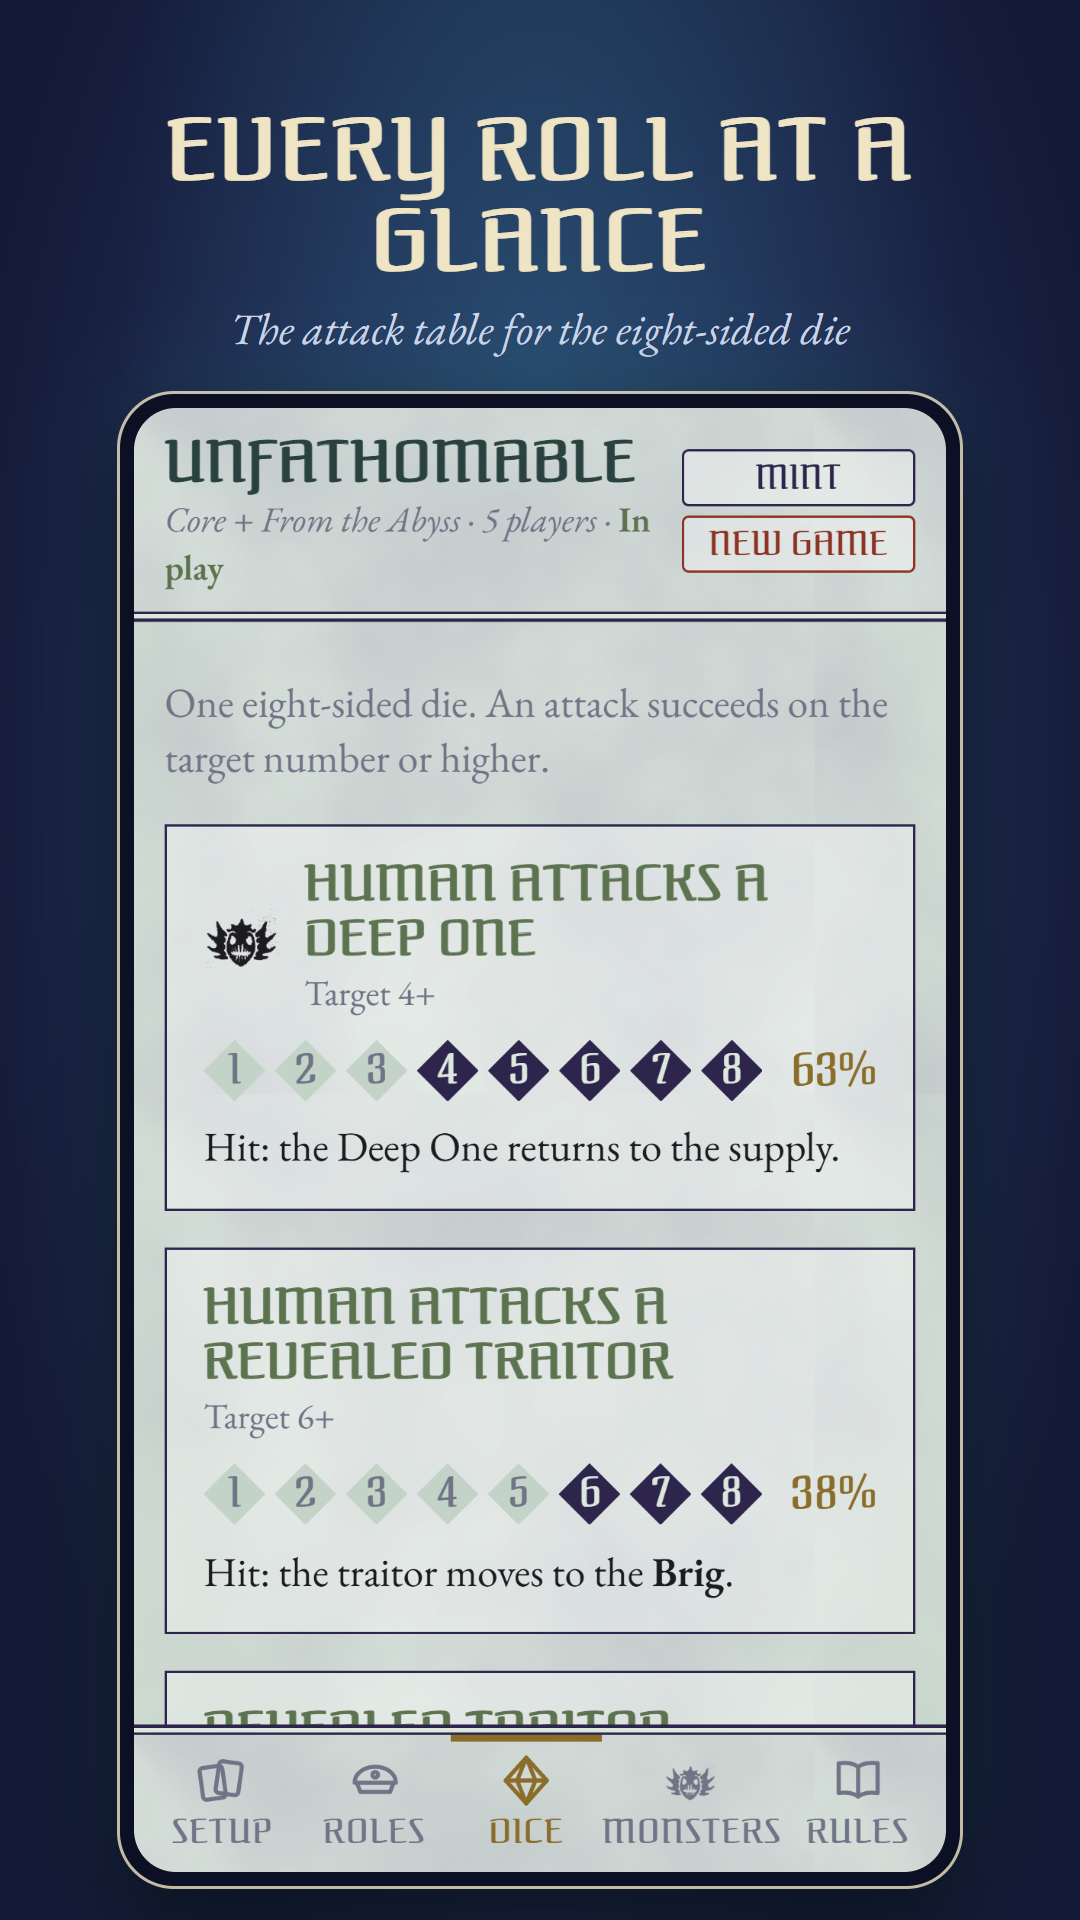 EVERY ROLL AT A
GLANCE
The attack table for the eight-sided die
UNFATHOMABLE
Core + From the Abyss · 5 players · In
play
MINT
NEW GAME
One eight-sided die. An attack succeeds on the
target number or higher.
HUMAN ATTACKS A
DEEP ONE
Target 4+
1 2 3 4 5 6 7 8 63%
Hit: the Deep One returns to the supply.
HUMAN ATTACKS A
REVEALED TRAITOR
Target 6+
1 2 3 4 5 6 7 8 38%
Hit: the traitor moves to the Brig.
REVEALED TRAITOR
SETUP ROLES DICE MONSTERS RULES